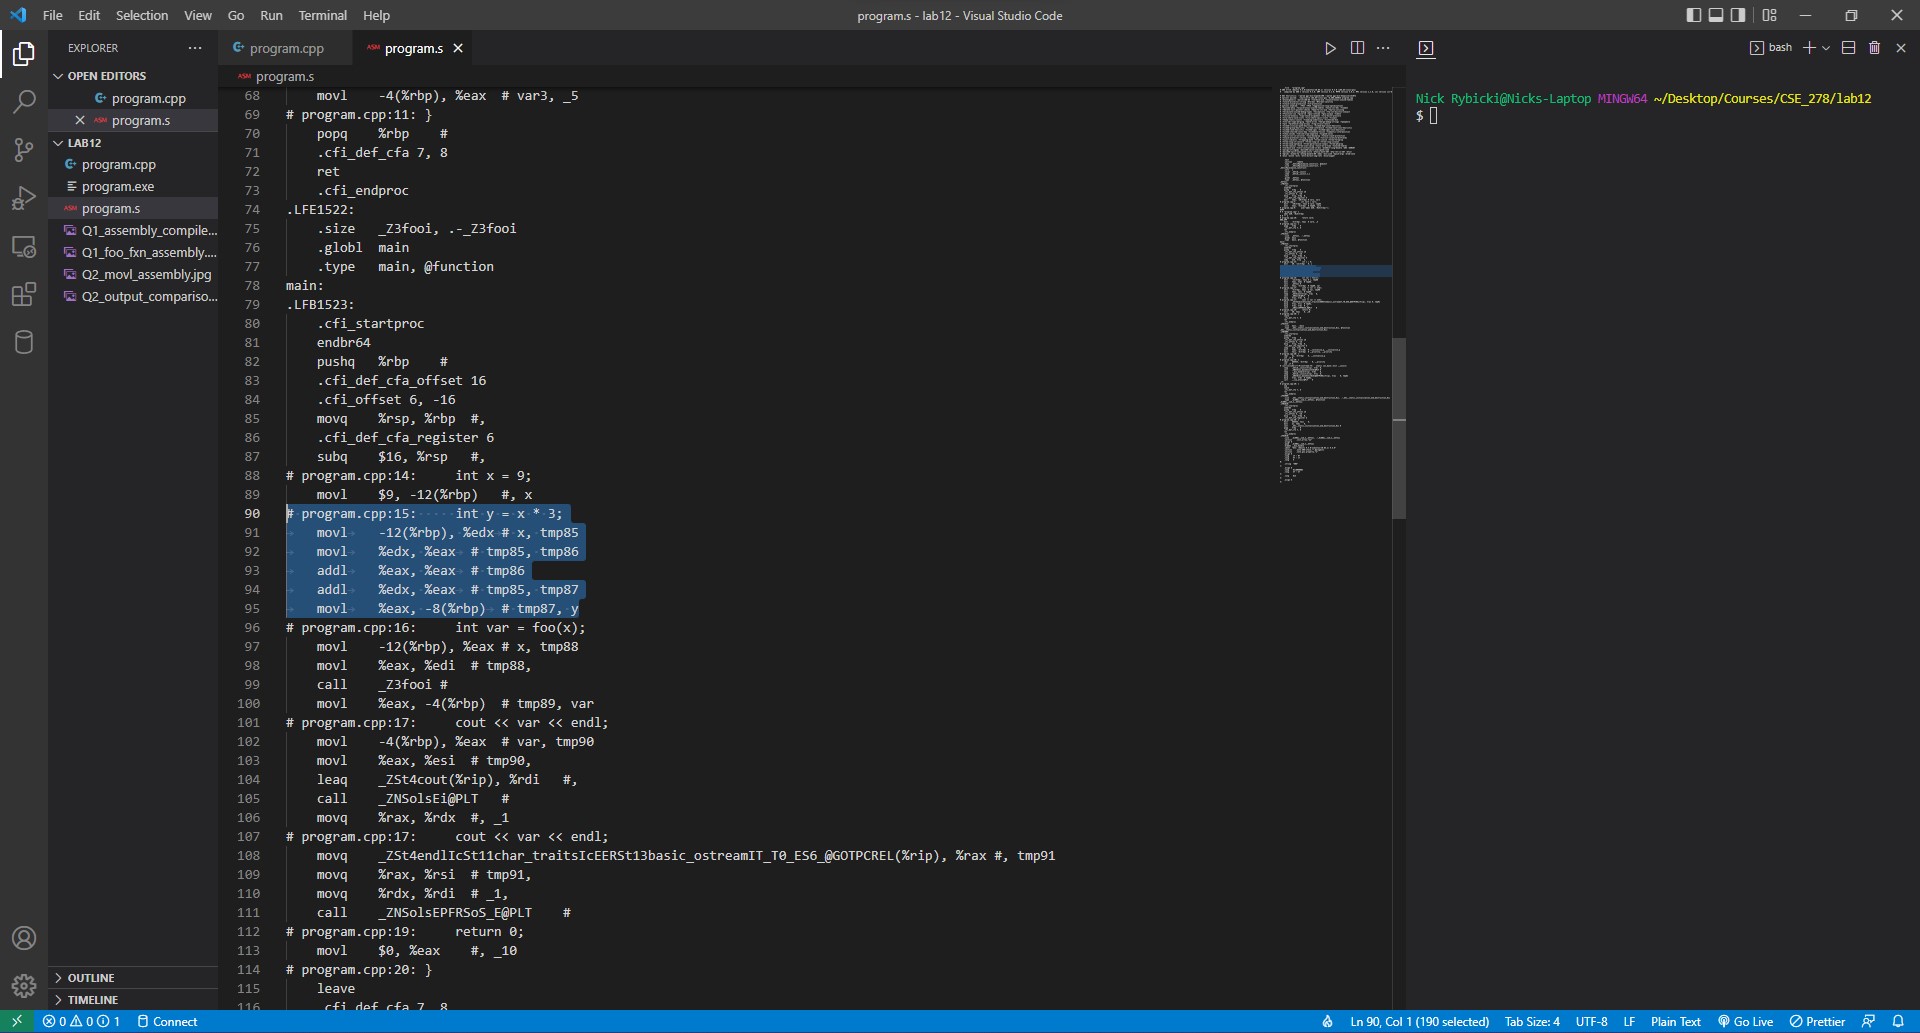 File Edit Selection View Go Run Terminal Help
program.s - lab12 - Visual Studio Code
EXPLORER
OPEN EDITORS
program.cpp
ASM program.s
LAB12
program.cpp
program.exe
ASM program.s
Q1_assembly_compile...
Q1_foo_fxn_assembly....
Q2_movl_assembly.jpg
Q2_output_compariso...
OUTLINE
TIMELINE
program.cpp
ASM program.s
ASM program.s
68 movl -4(%rbp), %eax # var3, _5
69 # program.cpp:11: }
70 popq %rbp #
71 .cfi_def_cfa 7, 8
72 ret
73 .cfi_endproc
74 .LFE1522:
75 .size _Z3fooi, .-_Z3fooi
76 .globl main
77 .type main, @function
78 main:
79 .LFB1523:
80 .cfi_startproc
81 endbr64
82 pushq %rbp #
83 .cfi_def_cfa_offset 16
84 .cfi_offset 6, -16
85 movq %rsp, %rbp #,
86 .cfi_def_cfa_register 6
87 subq $16, %rsp #,
88 # program.cpp:14: int x = 9;
89 movl $9, -12(%rbp) #, x
90 # program.cpp:15: int y = x * 3;
91 movl -12(%rbp), %edx # x, tmp85
92 movl %edx, %eax # tmp85, tmp86
93 addl %eax, %eax # tmp86
94 addl %edx, %eax # tmp85, tmp87
95 movl %eax, -8(%rbp) # tmp87, y
96 # program.cpp:16: int var = foo(x);
97 movl -12(%rbp), %eax # x, tmp88
98 movl %eax, %edi # tmp88,
99 call _Z3fooi #
100 movl %eax, -4(%rbp) # tmp89, var
101 # program.cpp:17: cout << var << endl;
102 movl -4(%rbp), %eax # var, tmp90
103 movl %eax, %esi # tmp90,
104 leaq _ZSt4cout(%rip), %rdi #,
105 call _ZNSolsEi@PLT #
106 movq %rax, %rdx #, _1
107 # program.cpp:17: cout << var << endl;
108 movq _ZSt4endlIcSt11char_traitsIcEERSt13basic_ostreamIT_T0_ES6_@GOTPCREL(%rip), %rax #, tmp91
109 movq %rax, %rsi # tmp91,
110 movq %rdx, %rdi # _1,
111 call _ZNSolsEPFRSoS_E@PLT #
112 # program.cpp:19: return 0;
113 movl $0, %eax #, _10
114 # program.cpp:20: }
115 leave
116 .cfi_def_cfa 7, 8
bash
Nick Rybicki@Nicks-Laptop MINGW64 ~/Desktop/Courses/CSE_278/lab12
$
0 0 1 Connect
Ln 90, Col 1 (190 selected) Tab Size: 4 UTF-8 LF Plain Text Go Live Prettier